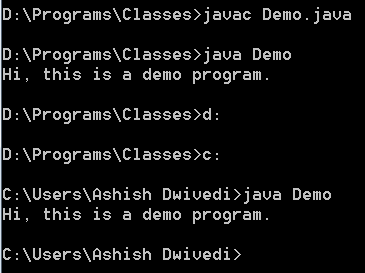 D:\Programs\Classes>javac Demo.java
D:\Programs\Classes>java Demo
Hi, this is a demo program.
D:\Programs\Classes>d:
D:\Programs\Classes>c:
C:\Users\Ashish Dwivedi>java Demo
Hi, this is a demo program.
C:\Users\Ashish Dwivedi>